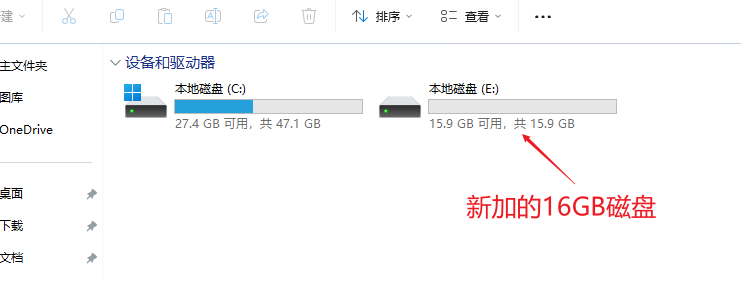 建
排序
查看
主文件夹
图库
OneDrive
桌面
下载
文档
设备和驱动器
本地磁盘 (C:)
27.4 GB 可用，共 47.1 GB
本地磁盘 (E:)
15.9 GB 可用，共 15.9 GB
新加的16GB磁盘